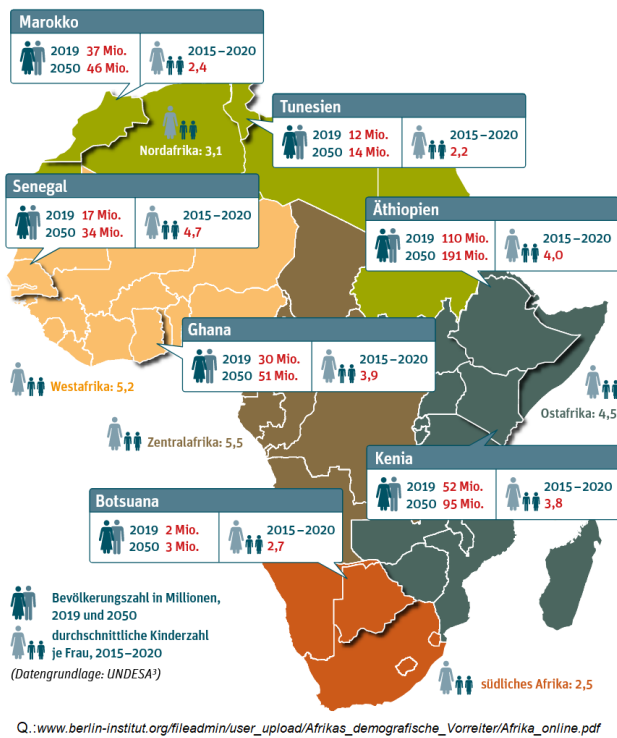 Marokko
2019 37 Mio.
2050 46 Mio.
2015–2020
2,4
Nordafrika: 3,1
Tunesien
2019 12 Mio.
2050 14 Mio.
2015–2020
2,2
Senegal
2019 17 Mio.
2050 34 Mio.
2015–2020
4,7
Äthiopien
2019 110 Mio.
2050 191 Mio.
2015–2020
4,0
Ghana
2019 30 Mio.
2050 51 Mio.
2015–2020
3,9
Westafrika: 5,2
Ostafrika: 4,5
Zentralafrika: 5,5
Kenia
2019 52 Mio.
2050 95 Mio.
2015–2020
3,8
Botsuana
2019 2 Mio.
2050 3 Mio.
2015–2020
2,7
Bevölkerungszahl in Millionen,
2019 und 2050
durchschnittliche Kinderzahl
je Frau, 2015–2020
(Datengrundlage: UNDESA³)
südliches Afrika: 2,5
Q.:www.berlin-institut.org/fileadmin/user_upload/Afrikas_demografische_Vorreiter/Afrika_online.pdf